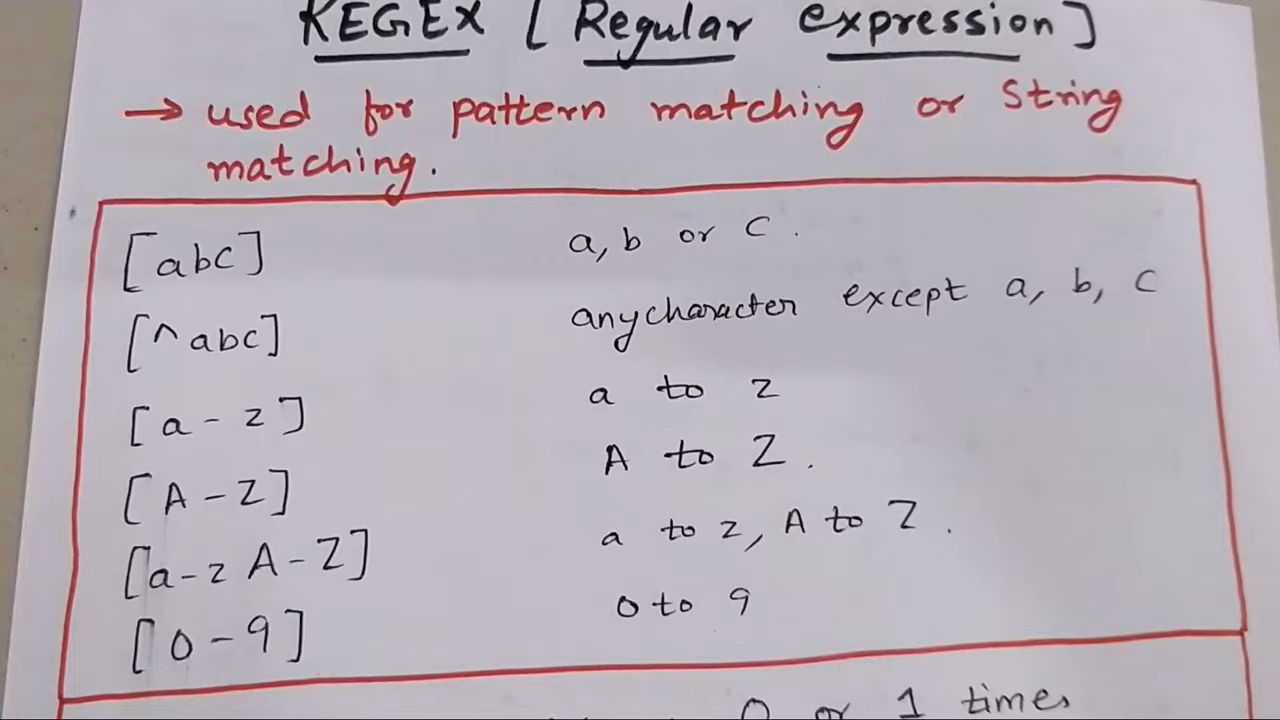 REGEX [Regular expression]
→ used for pattern matching or String
matching.
[abc] a, b or c.
[^abc] anycharacter except a, b, c
[a-z] a to z
[A-Z] A to Z.
[a-z A-Z] a to z, A to Z.
[0-9] 0 to 9
0 or 1 times